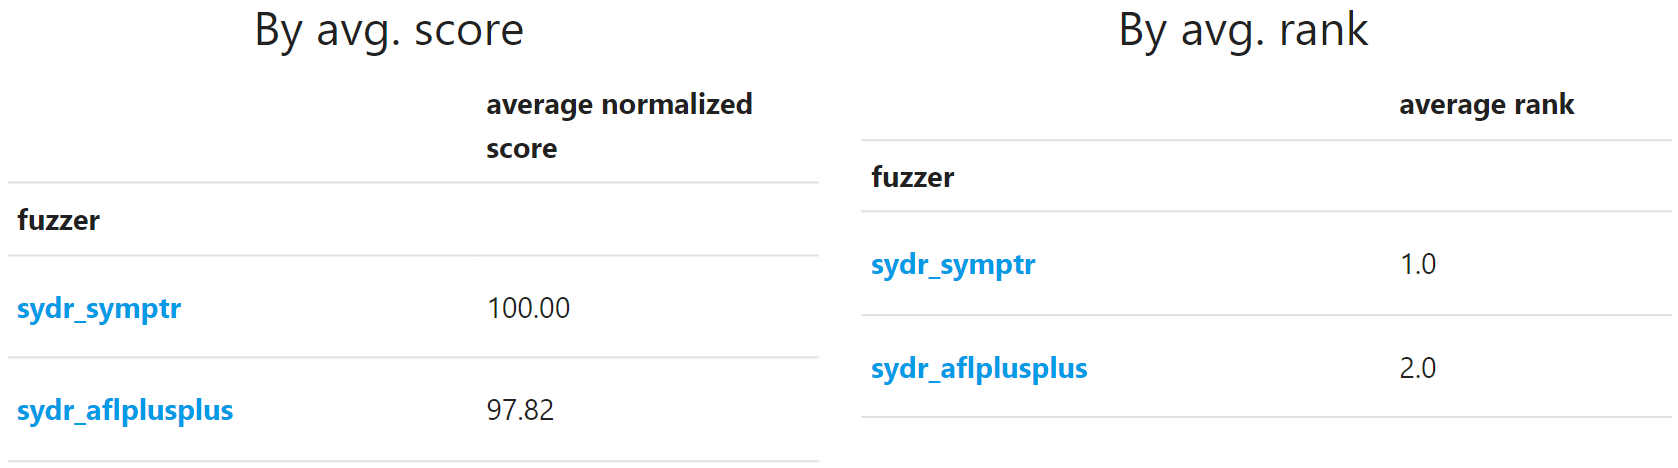 By avg. score
average normalized
score
fuzzer
sydr_symptr 100.00
sydr_aflplusplus 97.82
By avg. rank
average rank
fuzzer
sydr_symptr 1.0
sydr_aflplusplus 2.0